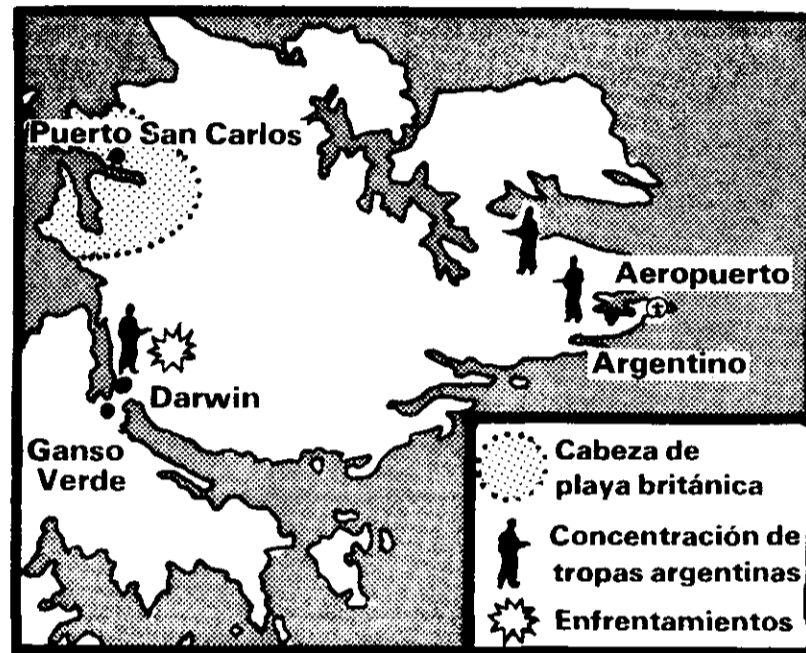 Puerto San Carlos
Aeropuerto
Argentino
Darwin
Ganso
Verde
Cabeza de
playa británica
Concentración de
tropas argentinas
Enfrentamientos